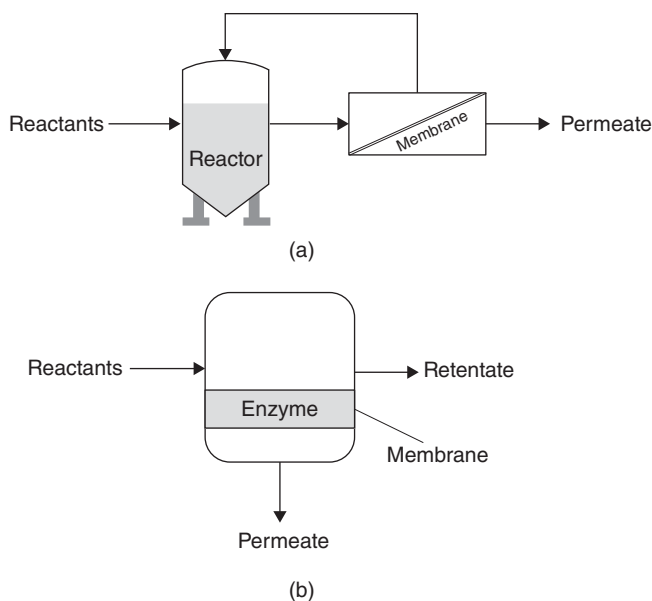 Reactants
Reactor
Membrane
Permeate
(a)
Reactants
Retentate
Enzyme
Membrane
Permeate
(b)